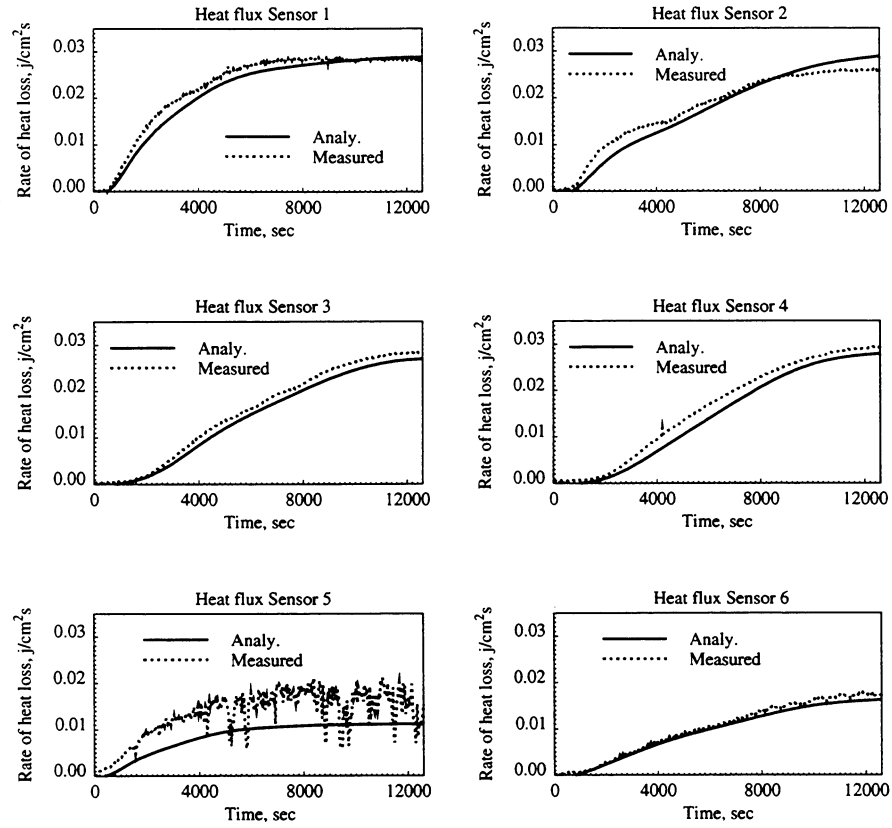 Heat flux Sensor 1
Rate of heat loss, j/cm²s
0.03
0.02
0.01
0.00
Analy.
Measured
0 4000 8000 12000
Time, sec
Heat flux Sensor 2
Rate of heat loss, j/cm²s
0.03
0.02
0.01
0.00
Analy.
Measured
0 4000 8000 12000
Time, sec
Heat flux Sensor 3
Rate of heat loss, j/cm²s
0.03
0.02
0.01
0.00
Analy.
Measured
0 4000 8000 12000
Time, sec
Heat flux Sensor 4
Rate of heat loss, j/cm²s
0.03
0.02
0.01
0.00
Analy.
Measured
0 4000 8000 12000
Time, sec
Heat flux Sensor 5
Rate of heat loss, j/cm²s
0.03
0.02
0.01
0.00
Analy.
Measured
0 4000 8000 12000
Time, sec
Heat flux Sensor 6
Rate of heat loss, j/cm²s
0.03
0.02
0.01
0.00
Analy.
Measured
0 4000 8000 12000
Time, sec